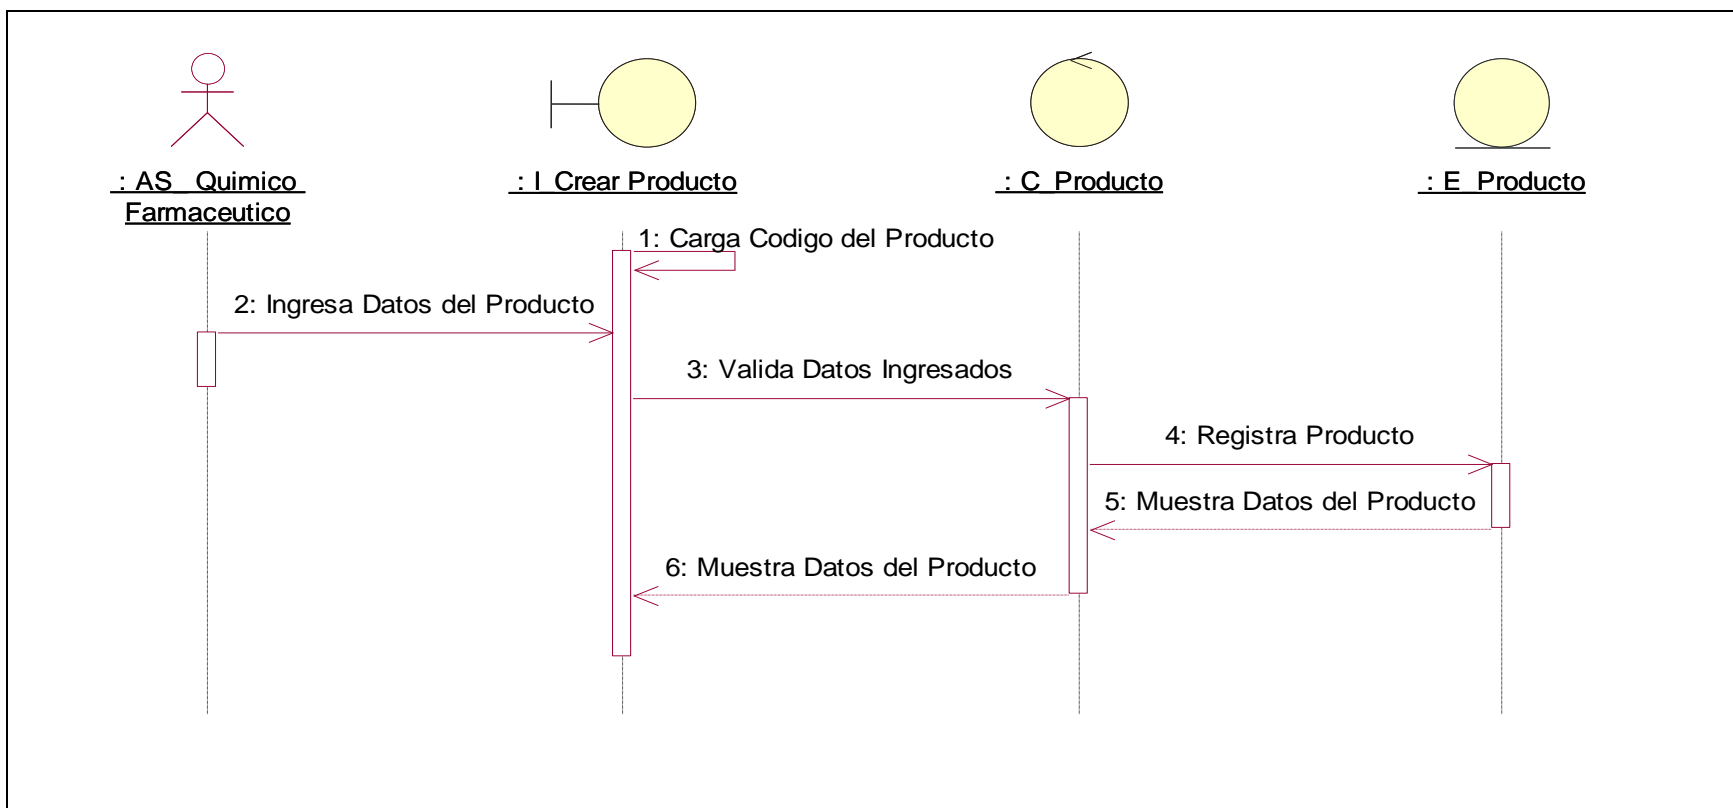 : AS_ Quimico
Farmaceutico
: I_Crear Producto
: C_Producto
: E_Producto
1: Carga Codigo del Producto
2: Ingresa Datos del Producto
3: Valida Datos Ingresados
4: Registra Producto
5: Muestra Datos del Producto
6: Muestra Datos del Producto